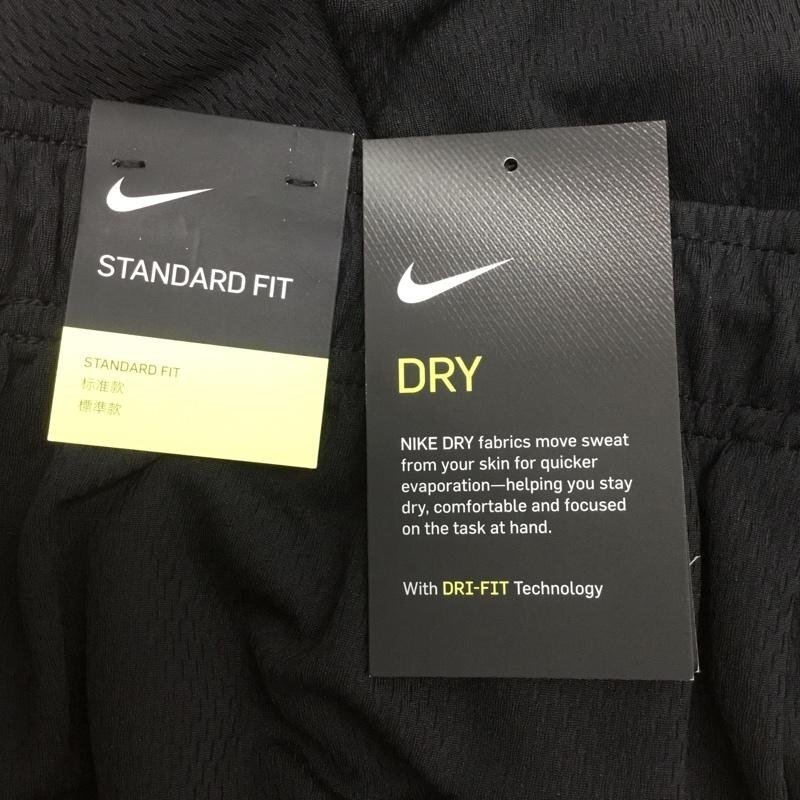 STANDARD FIT
STANDARD FIT
标准款
標準款
DRY
NIKE DRY fabrics move sweat
from your skin for quicker
evaporation—helping you stay
dry, comfortable and focused
on the task at hand.
With DRI-FIT Technology